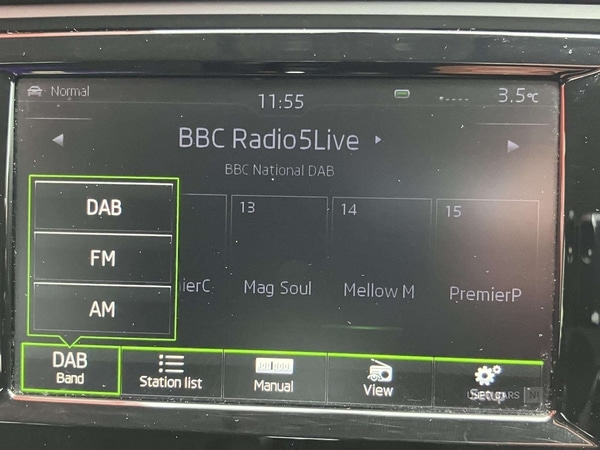 Normal
11:55
3.5°C
BBC Radio5Live
BBC National DAB
DAB
FM
AM
ierC
13
Mag Soul
14
Mellow M
15
PremierP
DAB
Band
Station list
Manual
View
Setup